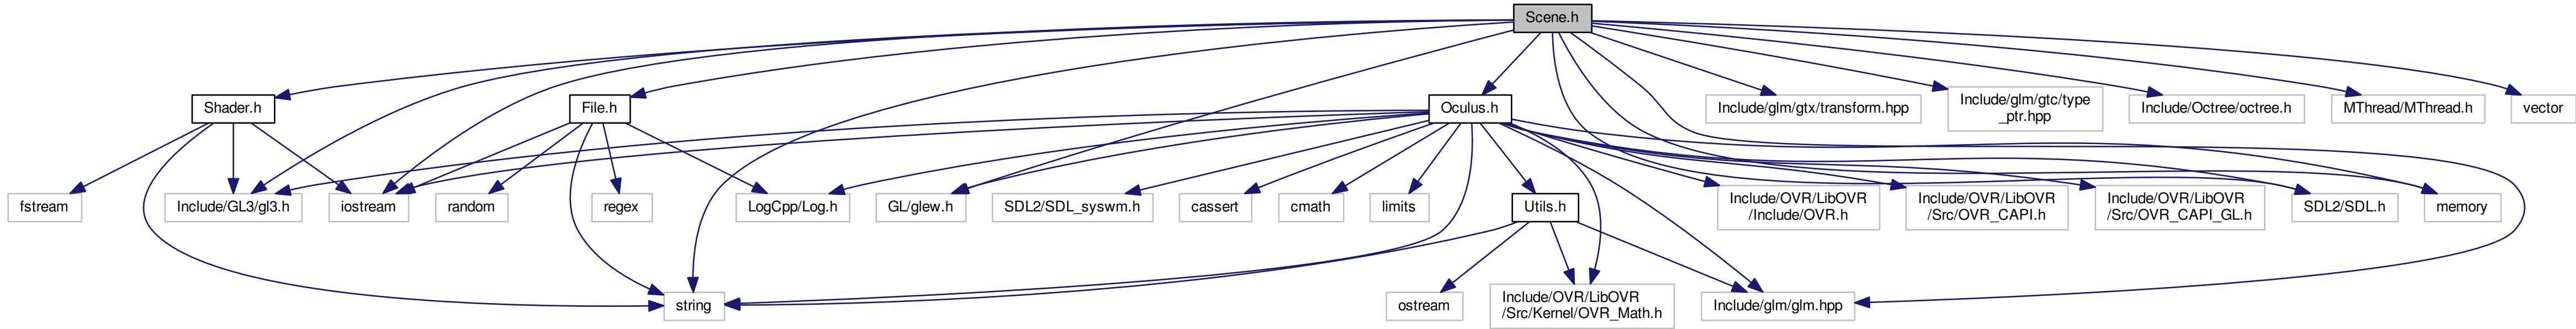 Scene.h
Shader.h
File.h
Oculus.h
Include/glm/gtx/transform.hpp
Include/glm/gtc/type
_ptr.hpp
Include/Octree/octree.h
MThread/MThread.h
vector
fstream
Include/GL3/gl3.h
iostream
random
regex
LogCpp/Log.h
GL/glew.h
SDL2/SDL_syswm.h
cassert
cmath
limits
Utils.h
Include/OVR/LibOVR
/Include/OVR.h
Include/OVR/LibOVR
/Src/OVR_CAPI.h
Include/OVR/LibOVR
/Src/OVR_CAPI_GL.h
SDL2/SDL.h
memory
string
ostream
Include/OVR/LibOVR
/Src/Kernel/OVR_Math.h
Include/glm/glm.hpp